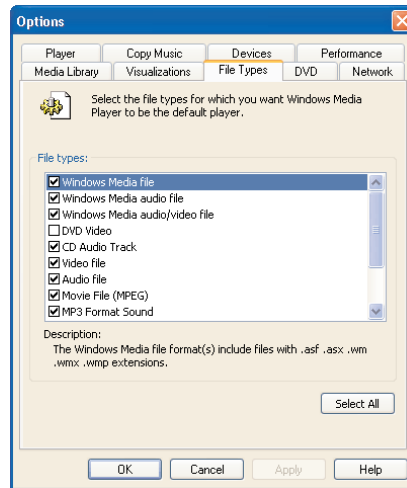 Options
Player Copy Music Devices Performance
Media Library Visualizations File Types DVD Network
Select the file types for which you want Windows Media
Player to be the default player.
File types:
Windows Media file
Windows Media audio file
Windows Media audio/video file
DVD Video
CD Audio Track
Video file
Audio file
Movie File (MPEG)
MP3 Format Sound
Description:
The Windows Media file format(s) include files with .asf .asx .wm
.wmx .wmp extensions.
Select All
OK Cancel Apply Help